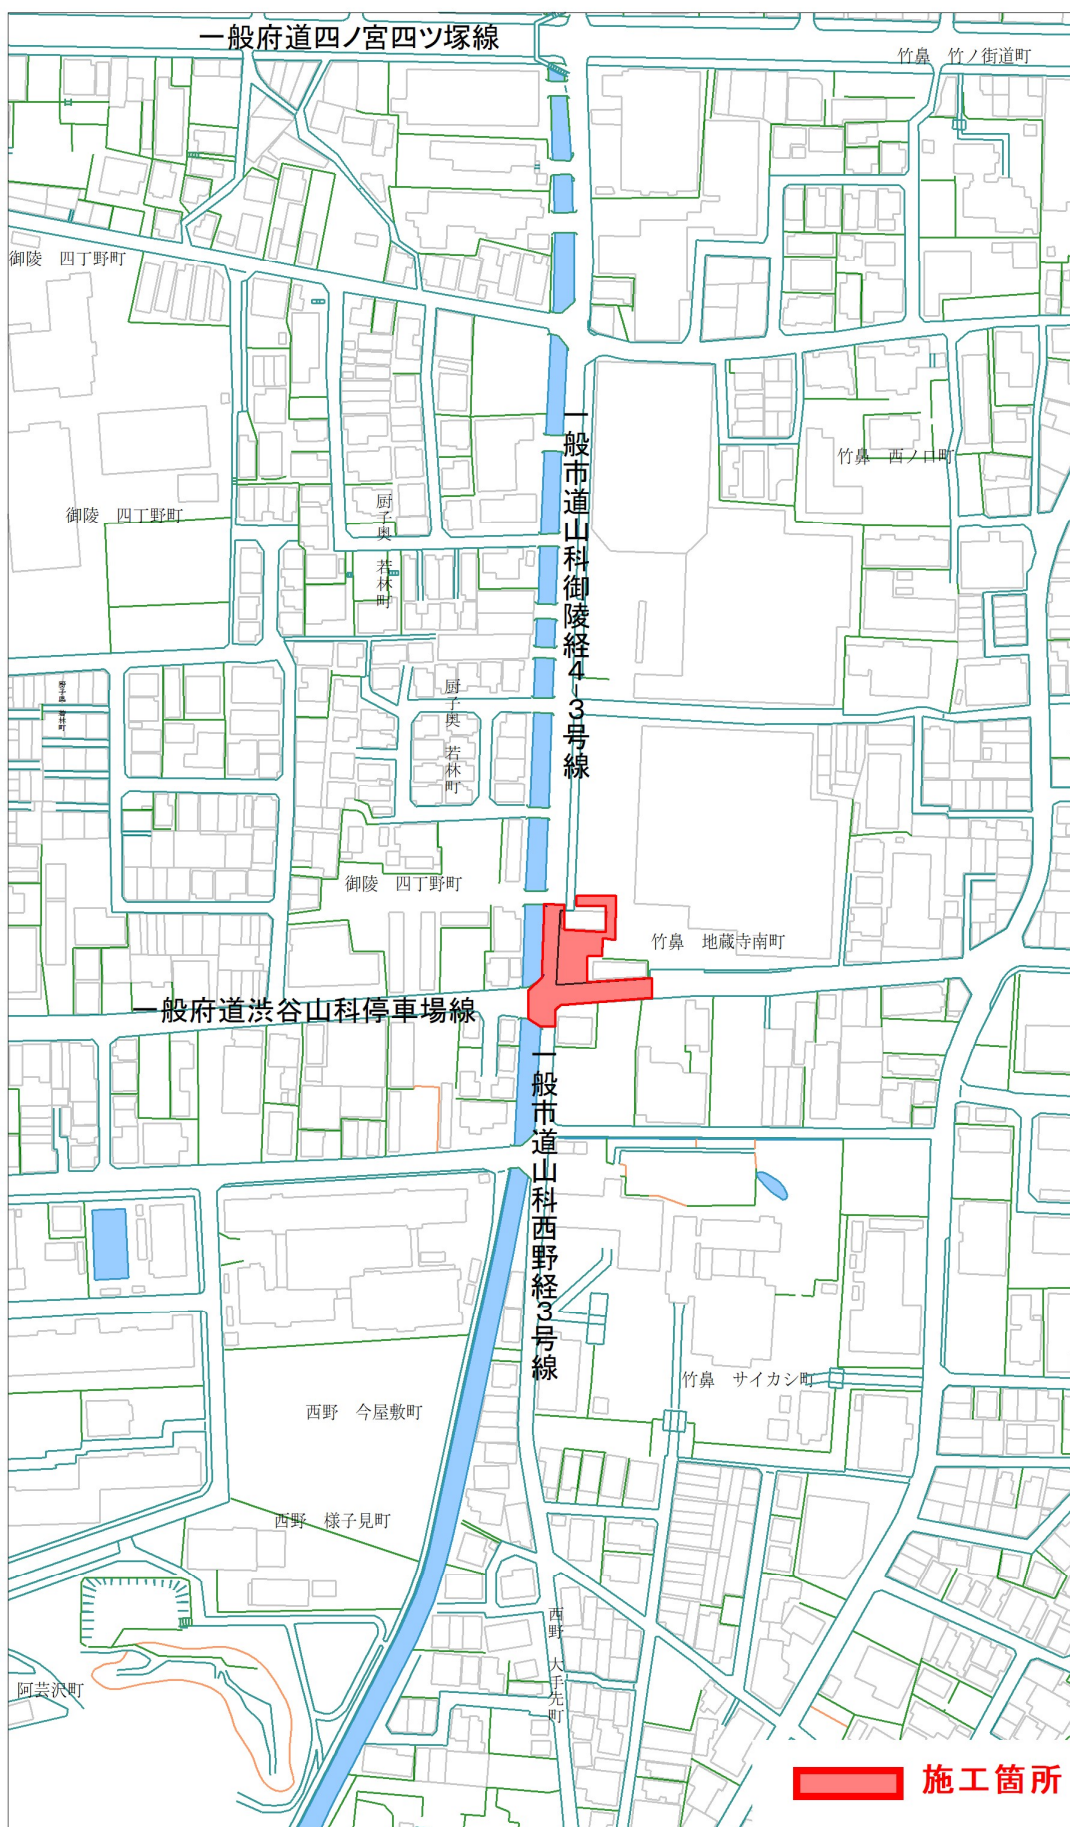 一般府道四ノ宮四ツ塚線
竹鼻 竹ノ街道町
御陵 四丁野町
一般市道山科御陵経4-3号線
竹鼻 西ノ口町
御陵 四丁野町
厨子奥 若林町
厨子奥 若林町
厨子奥 若林町
御陵 四丁野町
竹鼻 地蔵寺南町
一般府道渋谷山科停車場線
一般市道山科西野経3号線
竹鼻 サイカシ町
西野 今屋敷町
西野 様子見町
西野 大手先町
阿芸沢町
施工箇所